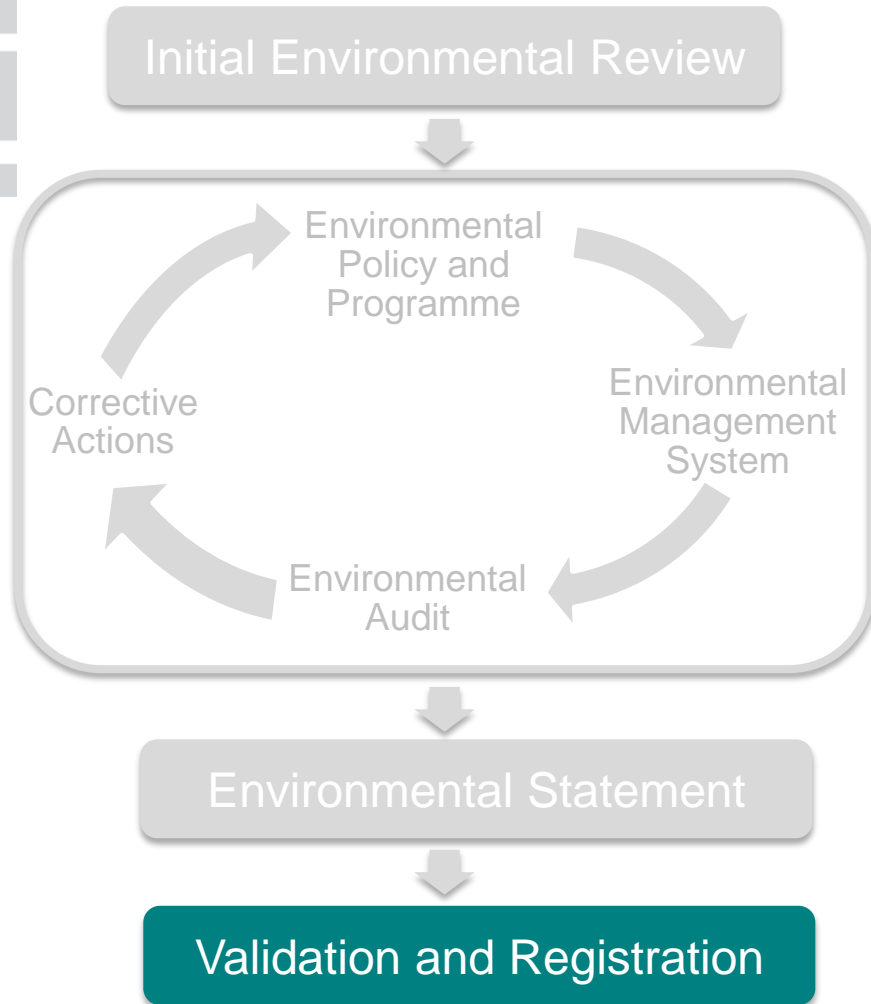 Initial Environmental Review
Environmental
Policy and
Programme
Environmental
Management
System
Environmental
Audit
Corrective
Actions
Environmental Statement
Validation and Registration